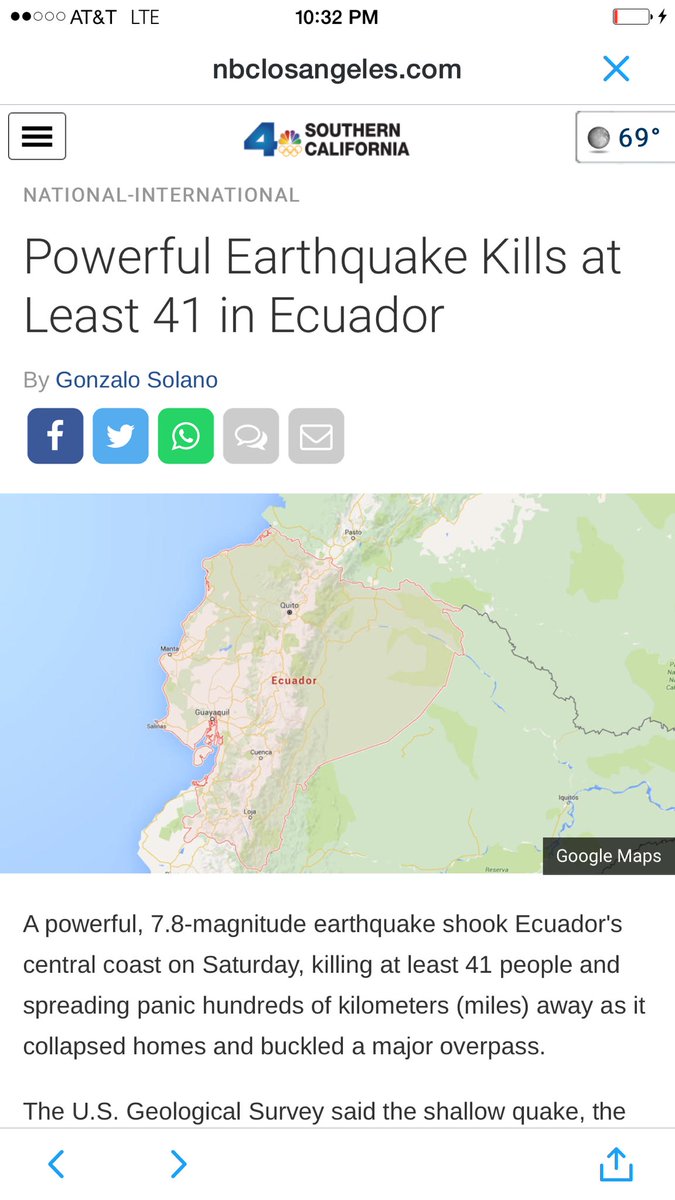 AT&T LTE 10:32 PM
nbclosangeles.com
4 SOUTHERN
CALIFORNIA
69°
NATIONAL-INTERNATIONAL
Powerful Earthquake Kills at
Least 41 in Ecuador
By Gonzalo Solano
f
Pasto
Quito
Manta
Ecuador
Guayaquil
Salinas
Cuenca
Loja
Iquitos
Reserva
Google Maps
A powerful, 7.8-magnitude earthquake shook Ecuador's
central coast on Saturday, killing at least 41 people and
spreading panic hundreds of kilometers (miles) away as it
collapsed homes and buckled a major overpass.
The U.S. Geological Survey said the shallow quake, the